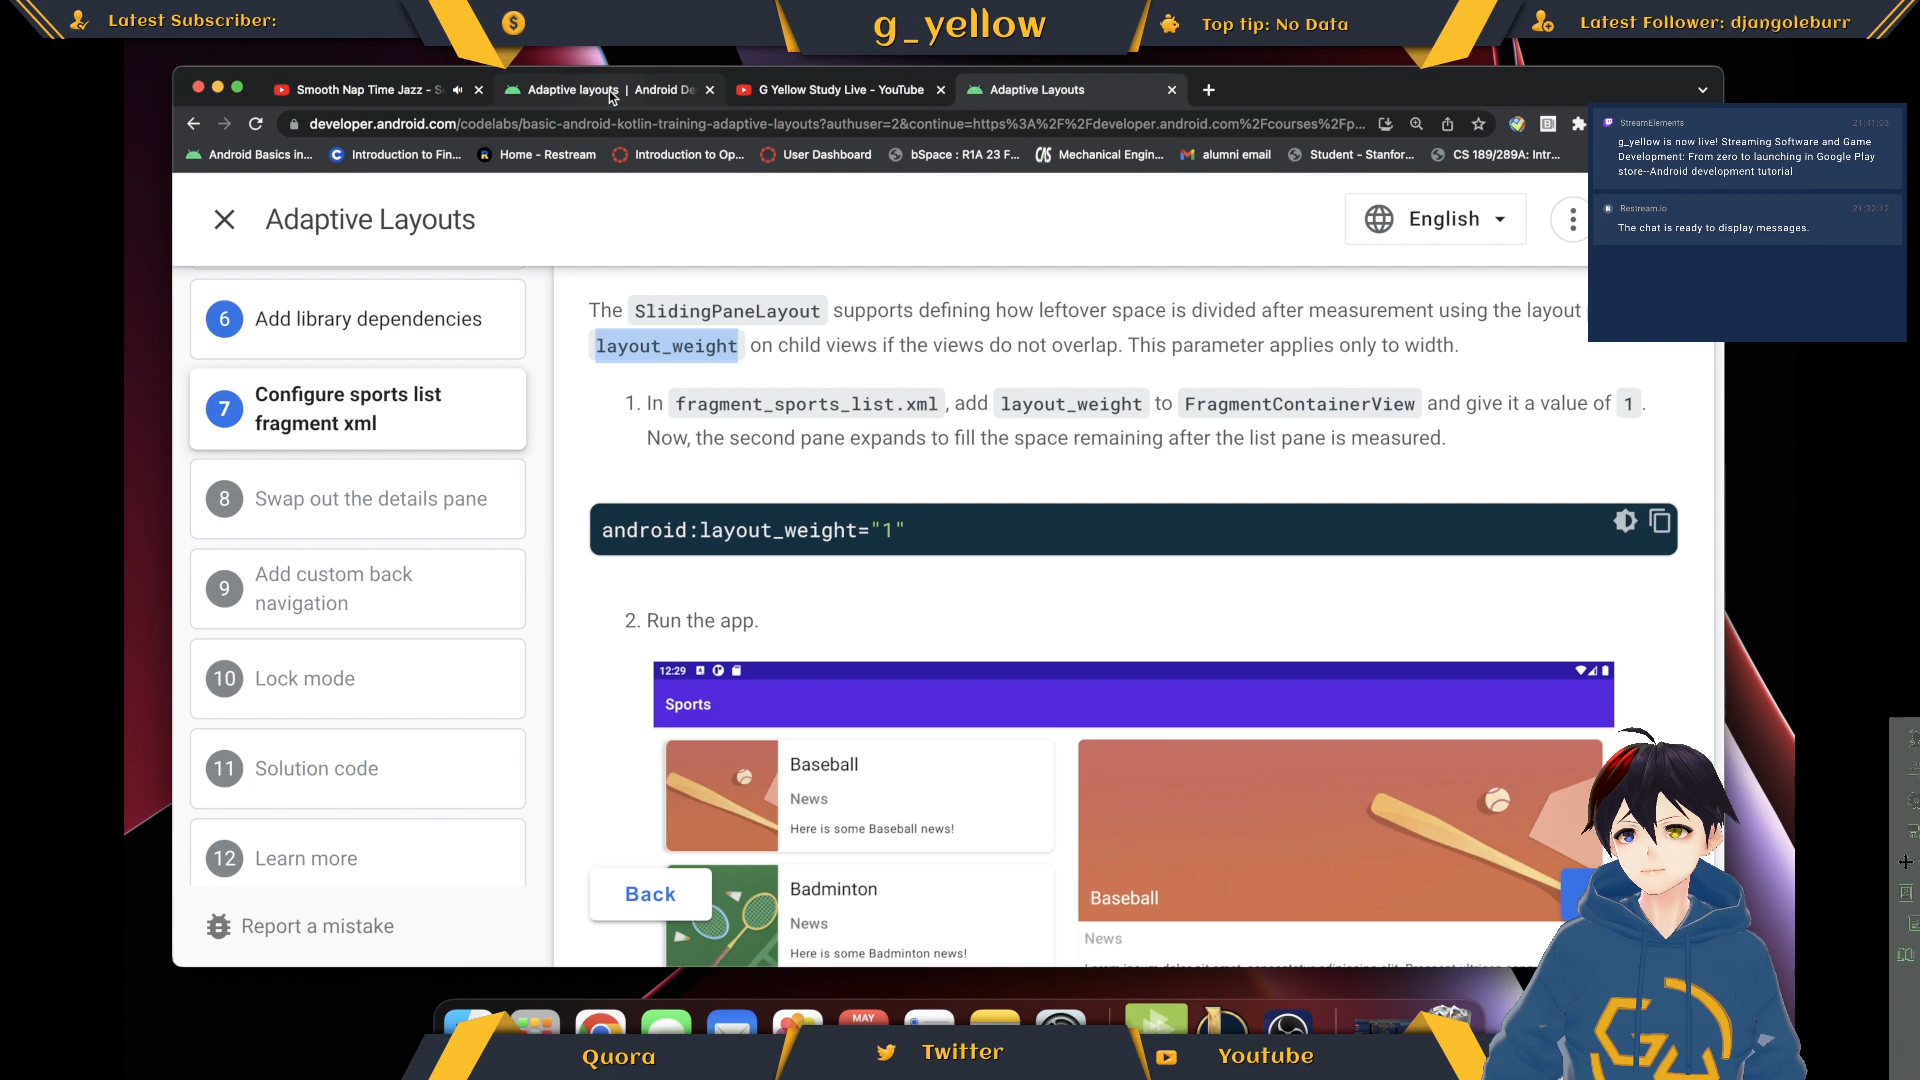 Latest Subscriber:
g_yellow
Top tip: No Data
Latest Follower: djangoleburr
Smooth Nap Time Jazz - S
Adaptive layouts | Android De
G Yellow Study Live - YouTube
Adaptive Layouts
developer.android.com/codelabs/basic-android-kotlin-training-adaptive-layouts?authuser=2&continue=https%3A%2F%2Fdeveloper.android.com%2Fcourses%2Fp...
Android Basics in...
Introduction to Fin...
Home - Restream
Introduction to Op...
User Dashboard
bSpace : R1A 23 F...
Mechanical Engin...
alumni email
Student - Stanfor...
CS 189/289A: Intr...
StreamElements 21:41:03
g_yellow is now live! Streaming Software and Game
Development: From zero to launching in Google Play
store--Android development tutorial
Restream.io 21:32:12
The chat is ready to display messages.
Adaptive Layouts
English
6 Add library dependencies
7 Configure sports list
fragment xml
8 Swap out the details pane
9 Add custom back
navigation
10 Lock mode
11 Solution code
12 Learn more
Report a mistake
The SlidingPaneLayout supports defining how leftover space is divided after measurement using the layout
layout_weight on child views if the views do not overlap. This parameter applies only to width.
1. In fragment_sports_list.xml, add layout_weight to FragmentContainerView and give it a value of 1.
Now, the second pane expands to fill the space remaining after the list pane is measured.
android:layout_weight="1"
2. Run the app.
12:29
Sports
Baseball
News
Here is some Baseball news!
Badminton
News
Here is some Badminton news!
Baseball
News
Back
MAY
Quora
Twitter
Youtube